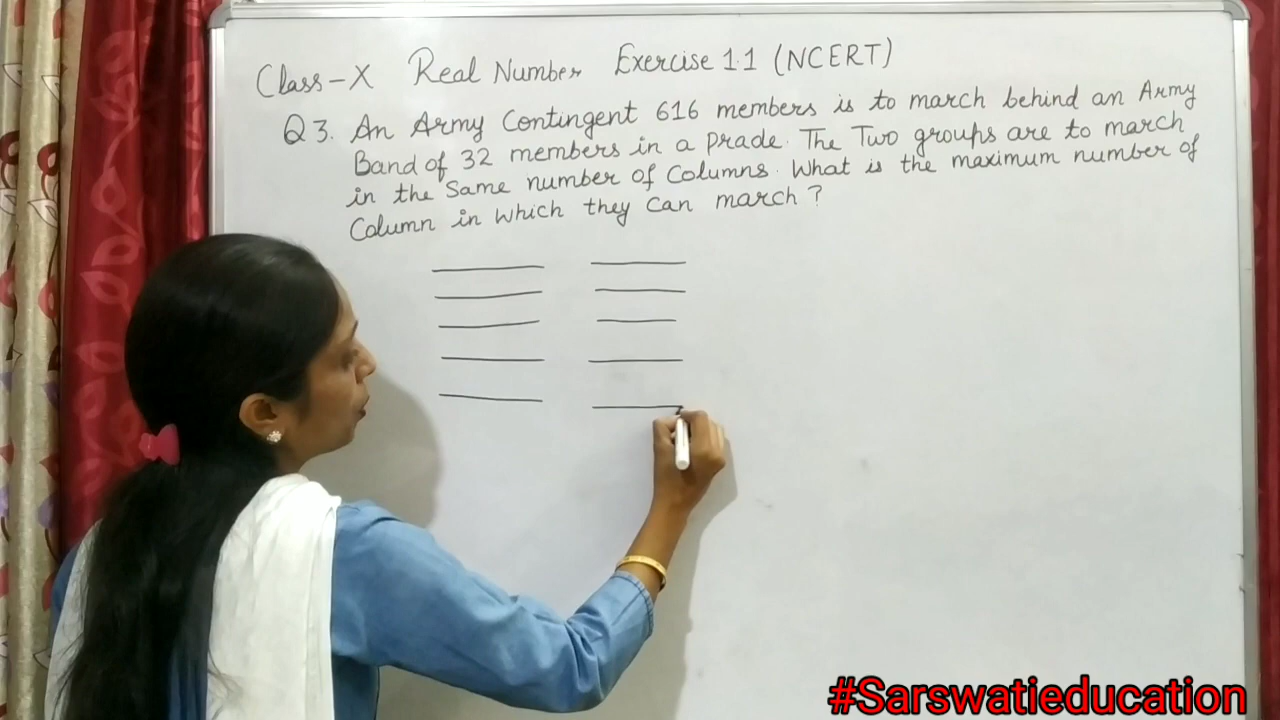 Class-X Real Number Exercise 1.1 (NCERT)
Q3. An Army Contingent 616 members is to march behind an Army
Band of 32 members in a Prade. The Two groups are to march
in the Same number of Columns. What is the maximum number of
Column in which they can march?
#Sarswatieducation